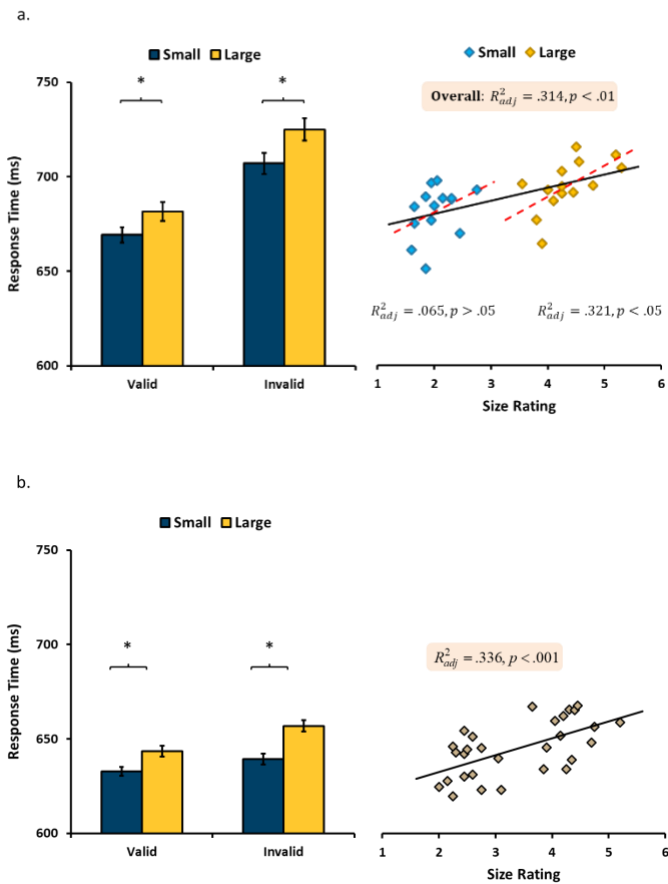 a.
Small Large
750
700
650
600
Response Time (ms)
*
*
Valid Invalid
Small Large
Overall: R²adj = .314, p < .01
R²adj = .065, p > .05
R²adj = .321, p < .05
1 2 3 4 5 6
Size Rating
b.
Small Large
750
700
650
600
Response Time (ms)
*
*
Valid Invalid
R²adj = .336, p < .001
1 2 3 4 5 6
Size Rating